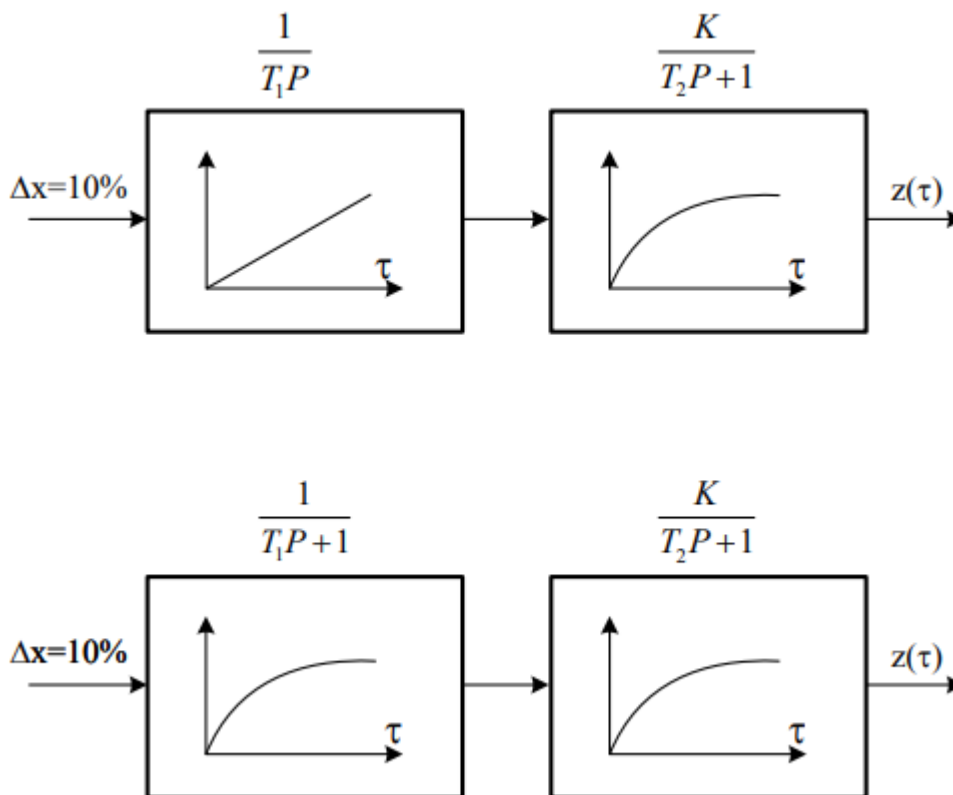 1/(T₁P) K/(T₂P+1)
Δx=10% z(τ)
τ τ
1/(T₁P+1) K/(T₂P+1)
Δx=10% z(τ)
τ τ